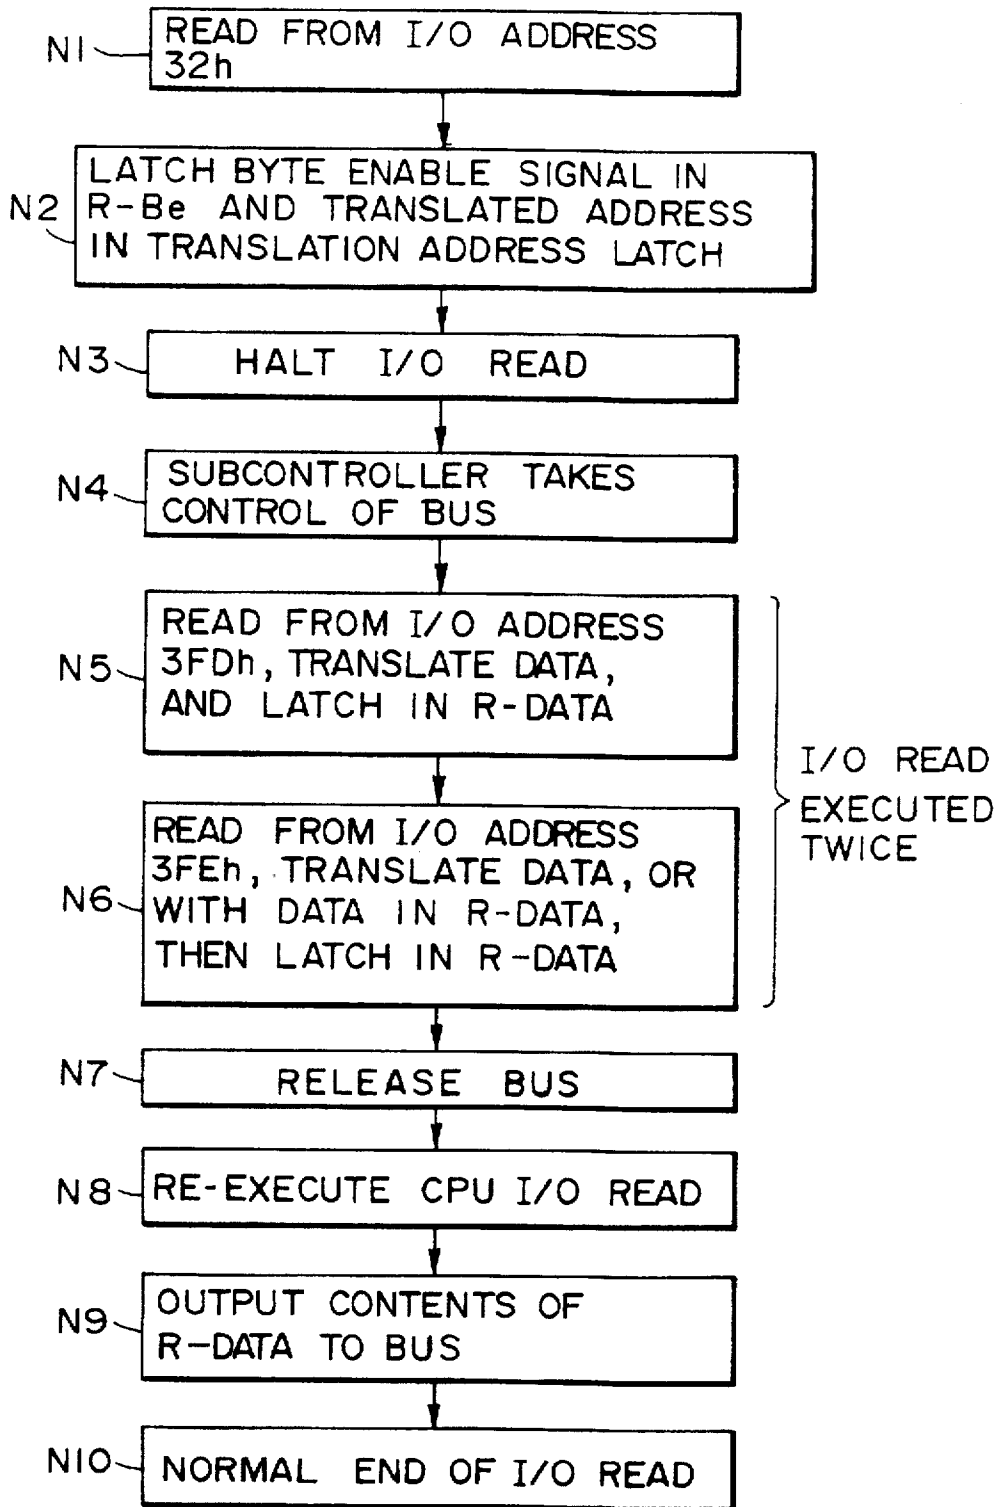 N1
READ FROM I/O ADDRESS
32h
N2
LATCH BYTE ENABLE SIGNAL IN
R-Be AND TRANSLATED ADDRESS
IN TRANSLATION ADDRESS LATCH
N3
HALT I/O READ
N4
SUBCONTROLLER TAKES
CONTROL OF BUS
N5
READ FROM I/O ADDRESS
3FDh, TRANSLATE DATA,
AND LATCH IN R-DATA
N6
READ FROM I/O ADDRESS
3FEh, TRANSLATE DATA, OR
WITH DATA IN R-DATA,
THEN LATCH IN R-DATA
I/O READ
EXECUTED
TWICE
N7
RELEASE BUS
N8
RE-EXECUTE CPU I/O READ
N9
OUTPUT CONTENTS OF
R-DATA TO BUS
N10
NORMAL END OF I/O READ